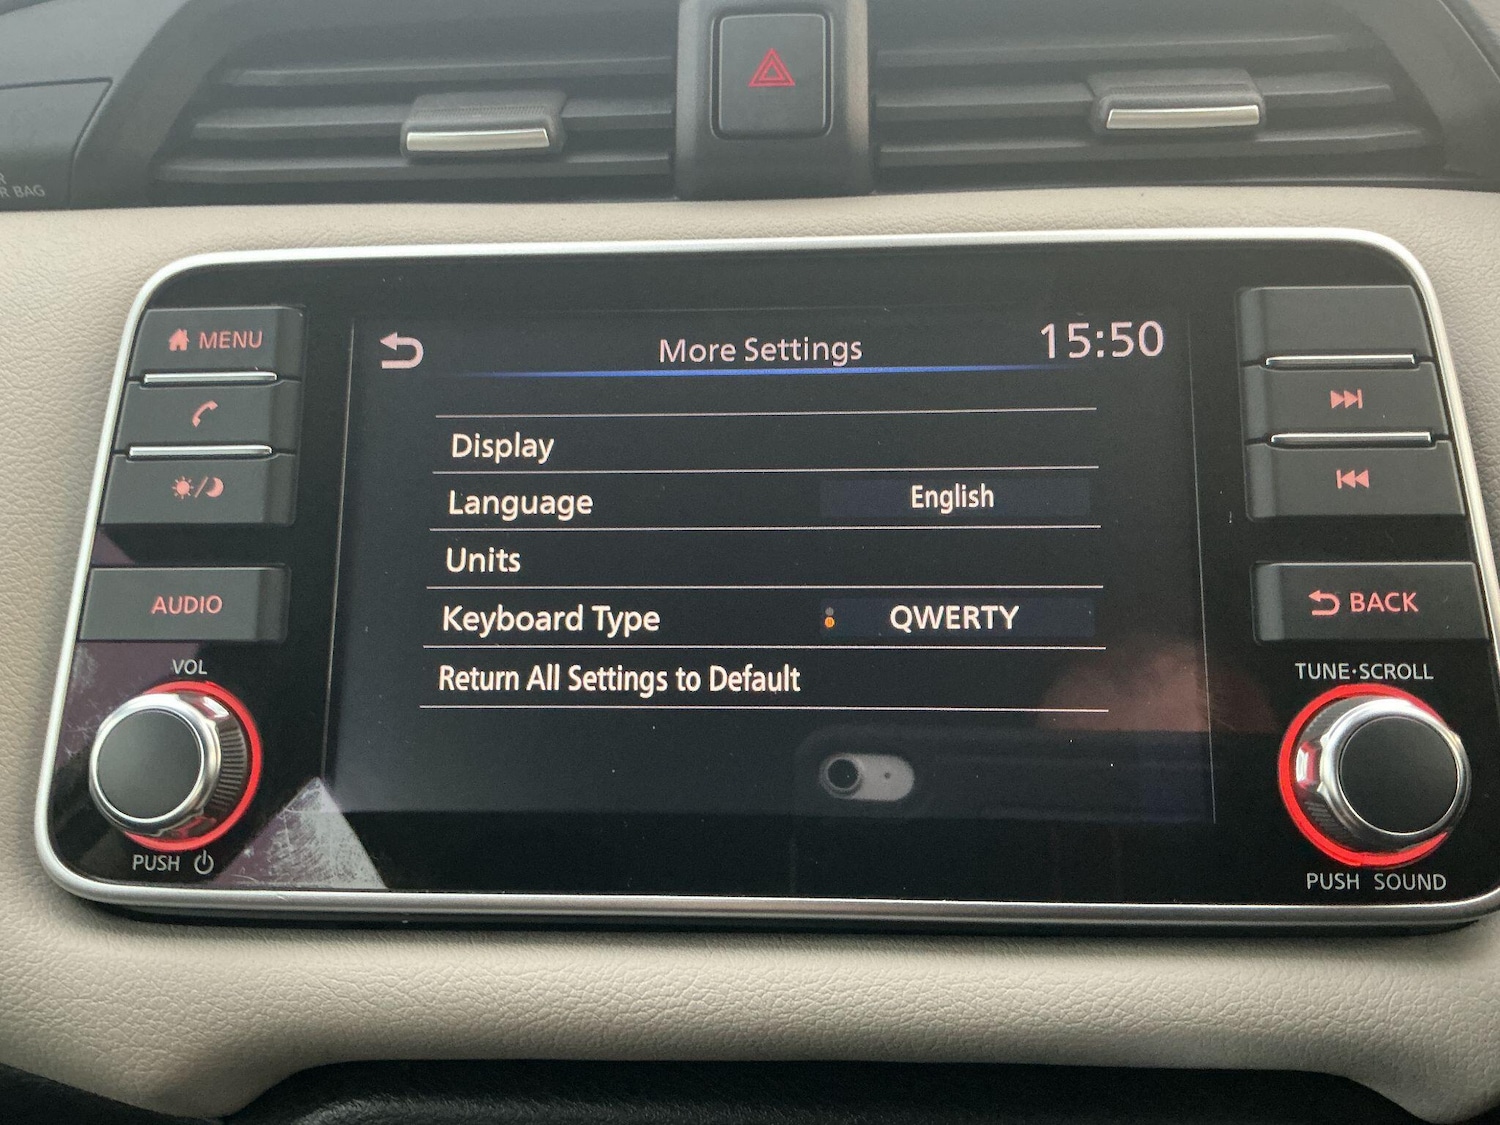 R BAG
MENU
More Settings
15:50
Display
Language English
Units
Keyboard Type QWERTY
Return All Settings to Default
AUDIO
BACK
VOL
TUNE·SCROLL
PUSH
PUSH SOUND